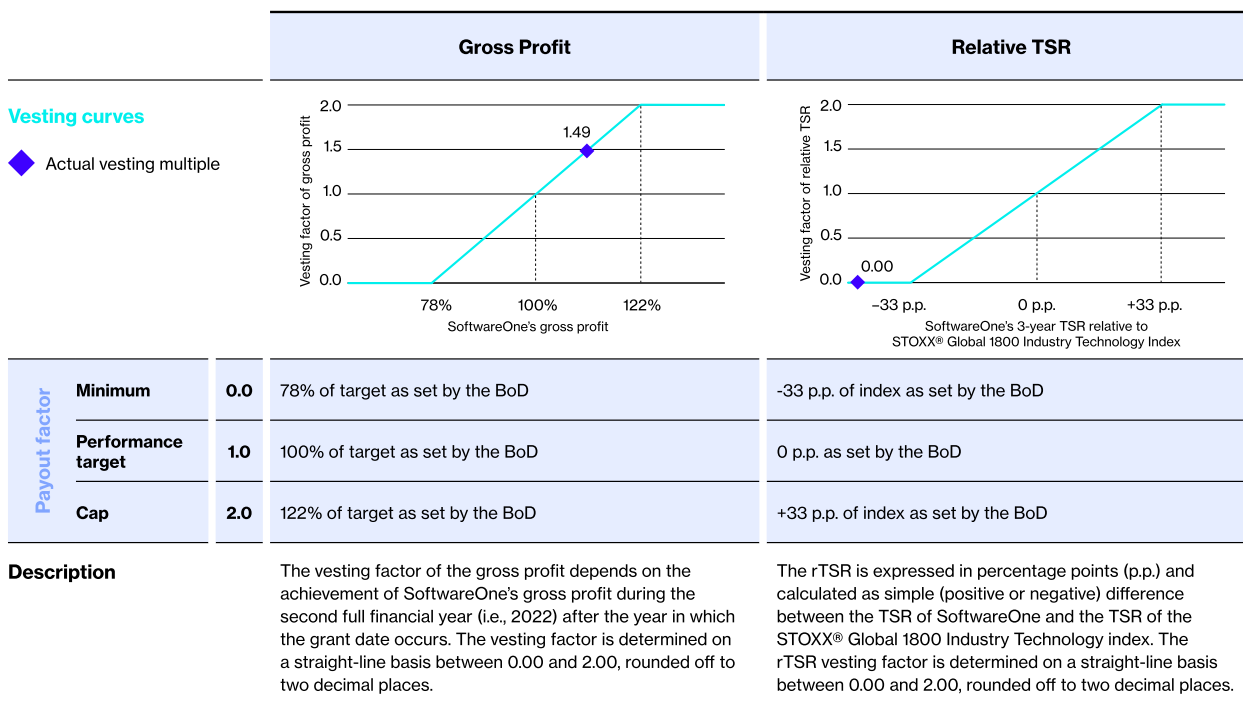 Gross Profit
Relative TSR
Vesting curves
Actual vesting multiple
Vesting factor of gross profit
2.0
1.5
1.0
0.5
0.0
1.49
78%
100%
122%
SoftwareOne's gross profit
Vesting factor of relative TSR
2.0
1.5
1.0
0.5
0.0
0.00
−33 p.p.
0 p.p.
+33 p.p.
SoftwareOne's 3-year TSR relative to
STOXX® Global 1800 Industry Technology Index
Payout factor
Minimum
0.0
78% of target as set by the BoD
-33 p.p. of index as set by the BoD
Performance
target
1.0
100% of target as set by the BoD
0 p.p. as set by the BoD
Cap
2.0
122% of target as set by the BoD
+33 p.p. of index as set by the BoD
Description
The vesting factor of the gross profit depends on the
achievement of SoftwareOne's gross profit during the
second full financial year (i.e., 2022) after the year in which
the grant date occurs. The vesting factor is determined on
a straight-line basis between 0.00 and 2.00, rounded off to
two decimal places.
The rTSR is expressed in percentage points (p.p.) and
calculated as simple (positive or negative) difference
between the TSR of SoftwareOne and the TSR of the
STOXX® Global 1800 Industry Technology index. The
rTSR vesting factor is determined on a straight-line basis
between 0.00 and 2.00, rounded off to two decimal places.